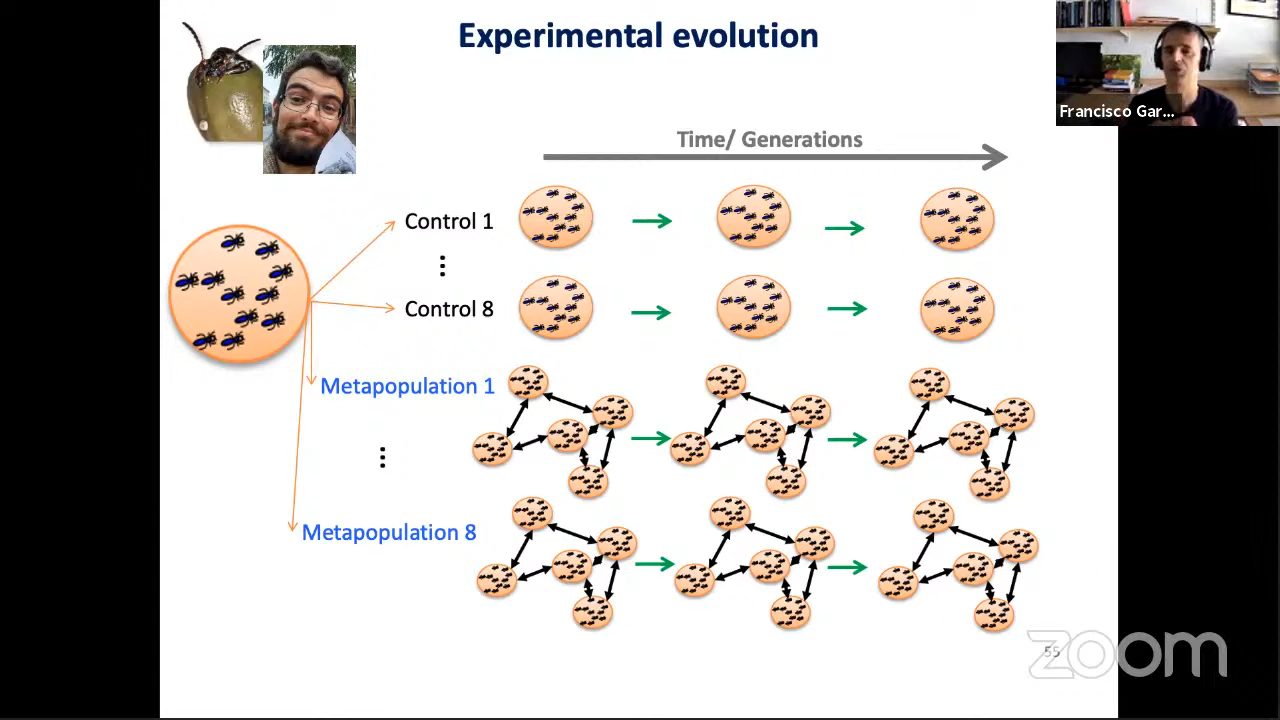 Experimental evolution
Francisco Gar...
Time/ Generations
Control 1
⋮
Control 8
Metapopulation 1
⋮
Metapopulation 8
55
zoom